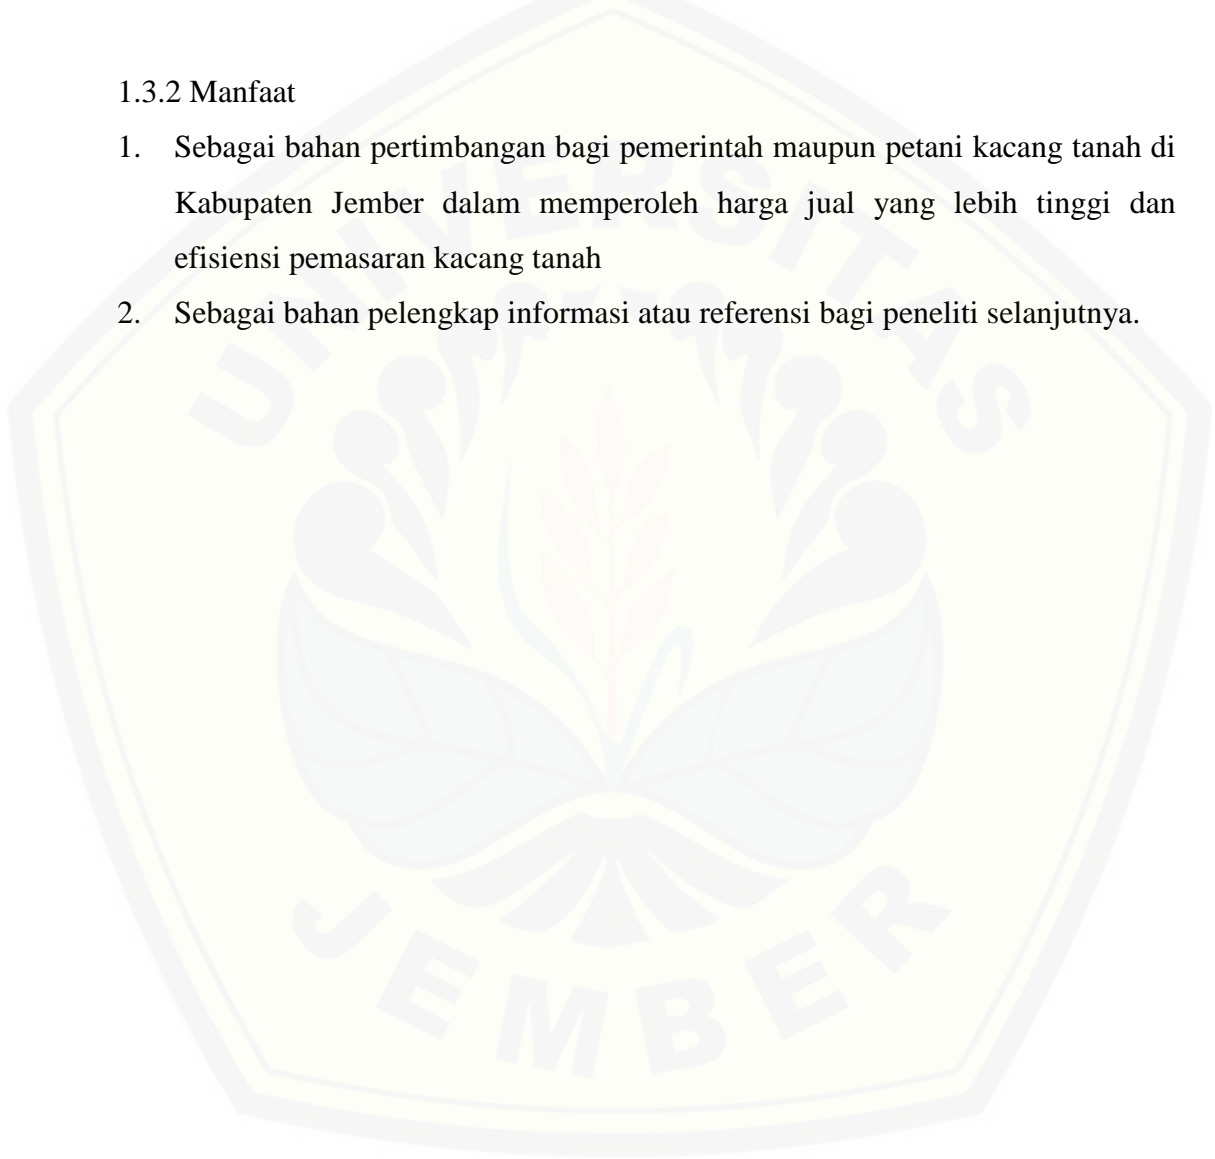 1.3.2 Manfaat
1. Sebagai bahan pertimbangan bagi pemerintah maupun petani kacang tanah di
Kabupaten Jember dalam memperoleh harga jual yang lebih tinggi dan
efisiensi pemasaran kacang tanah
2. Sebagai bahan pelengkap informasi atau referensi bagi peneliti selanjutnya.
UNIVERSITAS
JEMBER